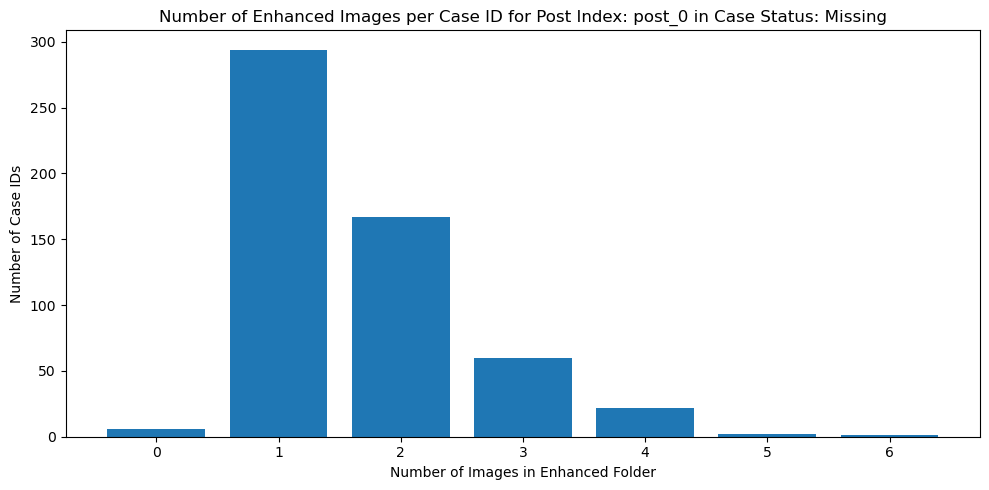 Number of Enhanced Images per Case ID for Post Index: post_0 in Case Status: Missing
300
250
200
150
100
50
0
Number of Case IDs
0 1 2 3 4 5 6
Number of Images in Enhanced Folder